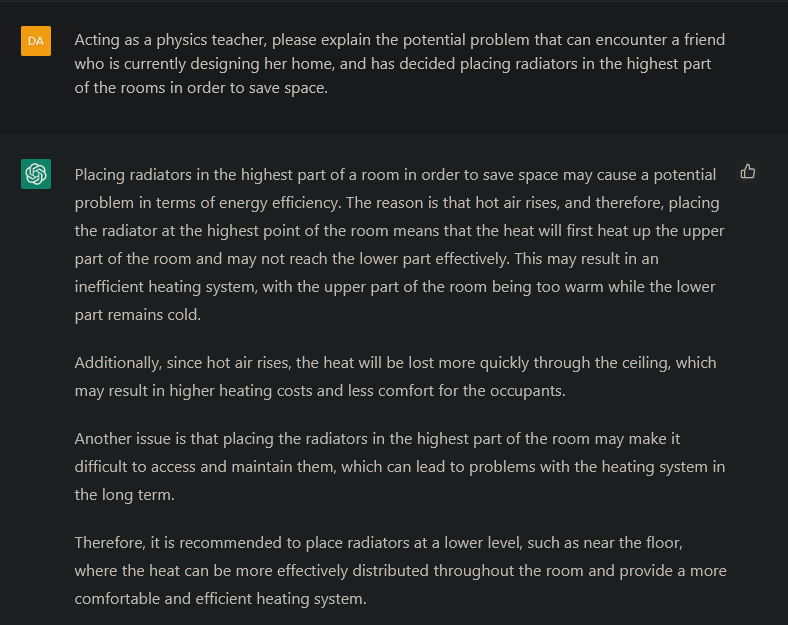 DA
Acting as a physics teacher, please explain the potential problem that can encounter a friend
who is currently designing her home, and has decided placing radiators in the highest part
of the rooms in order to save space.
Placing radiators in the highest part of a room in order to save space may cause a potential
problem in terms of energy efficiency. The reason is that hot air rises, and therefore, placing
the radiator at the highest point of the room means that the heat will first heat up the upper
part of the room and may not reach the lower part effectively. This may result in an
inefficient heating system, with the upper part of the room being too warm while the lower
part remains cold.
Additionally, since hot air rises, the heat will be lost more quickly through the ceiling, which
may result in higher heating costs and less comfort for the occupants.
Another issue is that placing the radiators in the highest part of the room may make it
difficult to access and maintain them, which can lead to problems with the heating system in
the long term.
Therefore, it is recommended to place radiators at a lower level, such as near the floor,
where the heat can be more effectively distributed throughout the room and provide a more
comfortable and efficient heating system.